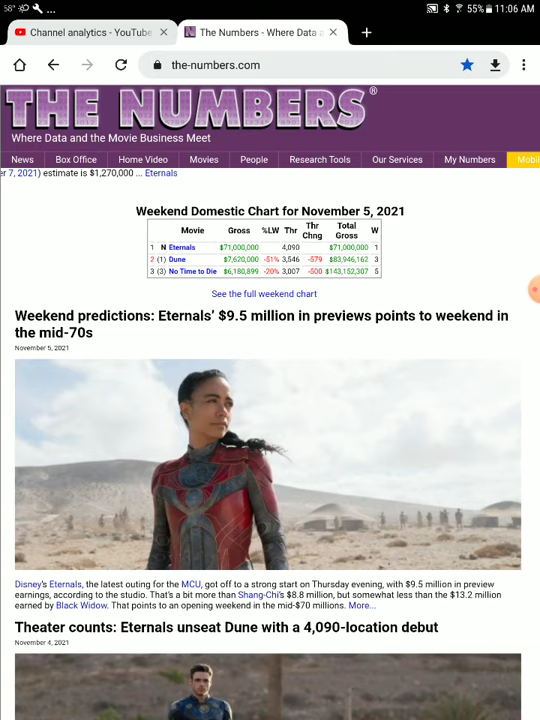 58° ...
55% 11:06 AM
Channel analytics - YouTube × The Numbers - Where Data a × +
the-numbers.com
THE NUMBERS®
Where Data and the Movie Business Meet
News Box Office Home Video Movies People Research Tools Our Services My Numbers Mobil
er 7, 2021) estimate is $1,270,000 ... Eternals
Weekend Domestic Chart for November 5, 2021
Movie Gross %LW Thr Thr Chng Total Gross W
1 N Eternals $71,000,000 4,090 $71,000,000 1
2 (1) Dune $7,620,000 -51% 3,546 -579 $83,946,162 3
3 (3) No Time to Die $6,180,899 -20% 3,007 -500 $143,152,307 5
See the full weekend chart
Weekend predictions: Eternals’ $9.5 million in previews points to weekend in
the mid-70s
November 5, 2021
Disney's Eternals, the latest outing for the MCU, got off to a strong start on Thursday evening, with $9.5 million in preview
earnings, according to the studio. That's a bit more than Shang-Chi's $8.8 million, but somewhat less than the $13.2 million
earned by Black Widow. That points to an opening weekend in the mid-$70 millions. More...
Theater counts: Eternals unseat Dune with a 4,090-location debut
November 4, 2021